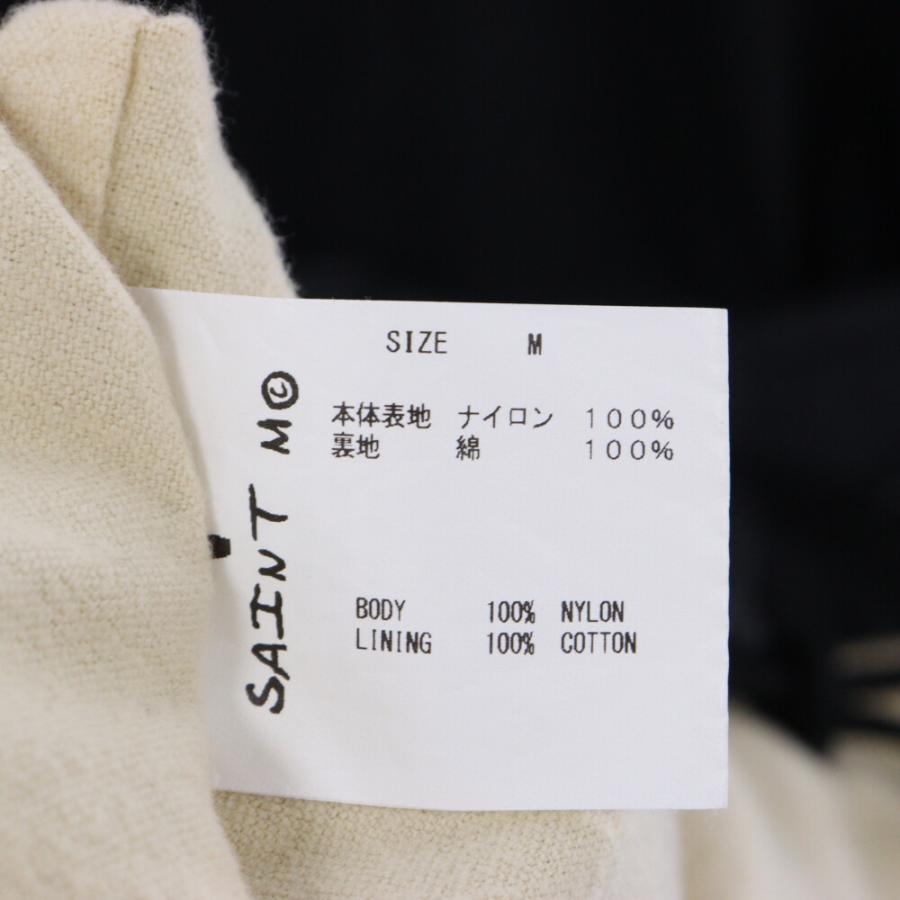 SIZE M
本体表地 ナイロン 100%
裏地 綿 100%
BODY 100% NYLON
LINING 100% COTTON
SAINT M©